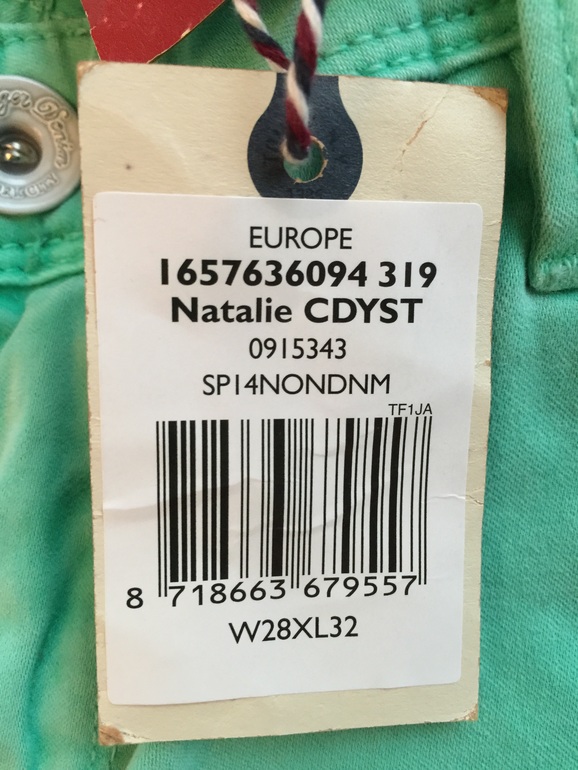 EUROPE
1657636094 319
Natalie CDYST
0915343
SP14NONDNM
TF1JA
8 718663 679557
W28XL32